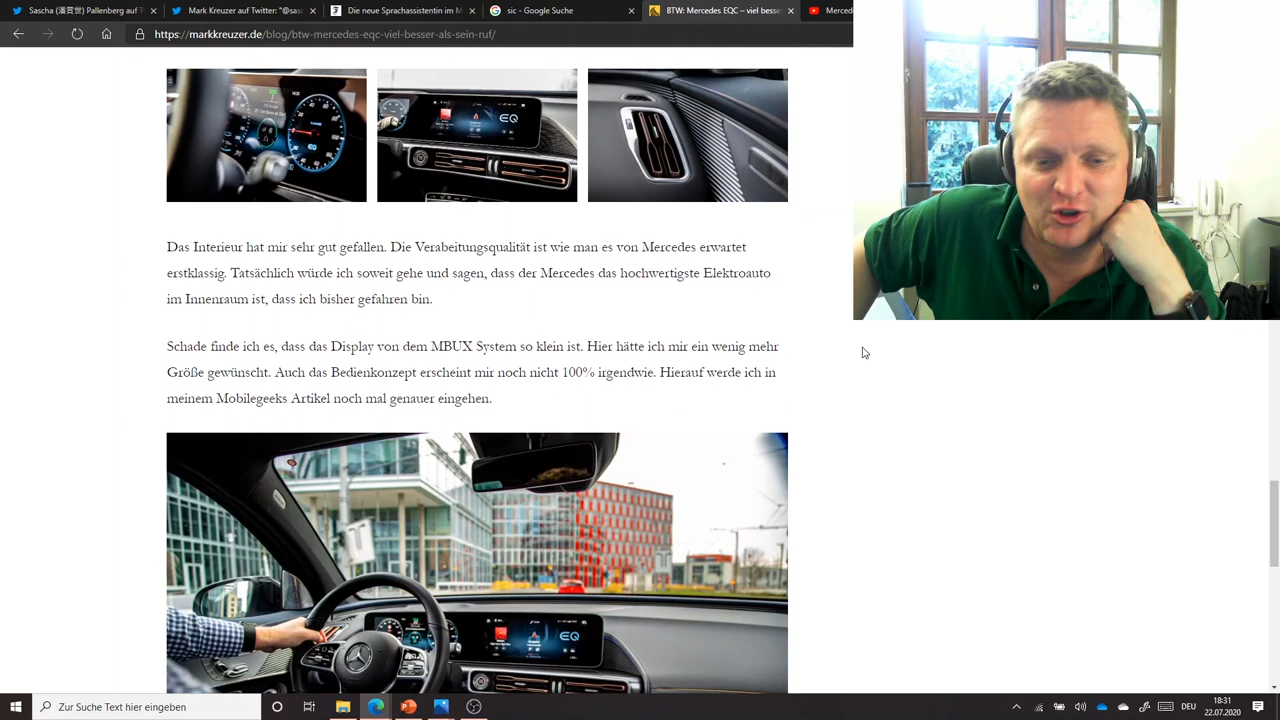 Sascha (潘賞世) Pallenberg auf T
Mark Kreuzer auf Twitter: "@sasc
Die neue Sprachassistentin im M
sic - Google Suche
BTW: Mercedes EQC – viel besser
Merced
https://markkreuzer.de/blog/btw-mercedes-eqc-viel-besser-als-sein-ruf/
EQ
EQ
Das Interieur hat mir sehr gut gefallen. Die Verabeitungsqualität ist wie man es von Mercedes erwartet
erstklassig. Tatsächlich würde ich soweit gehe und sagen, dass der Mercedes das hochwertigste Elektroauto
im Innenraum ist, dass ich bisher gefahren bin.
Schade finde ich es, dass das Display von dem MBUX System so klein ist. Hier hätte ich mir ein wenig mehr
Größe gewünscht. Auch das Bedienkonzept erscheint mir noch nicht 100% irgendwie. Hierauf werde ich in
meinem Mobilegeeks Artikel noch mal genauer eingehen.
EQ
Zur Suche Text hier eingeben
DEU
18:31
22.07.2020